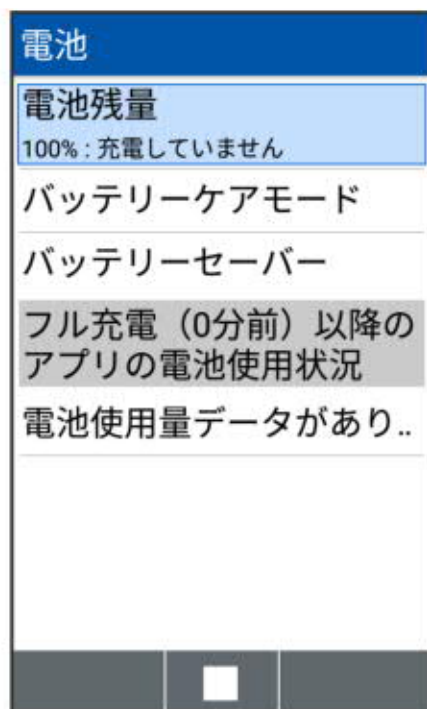 電池
電池残量
100% : 充電していません
バッテリーケアモード
バッテリーセーバー
フル充電（0分前）以降の
アプリの電池使用状況
電池使用量データがあり..